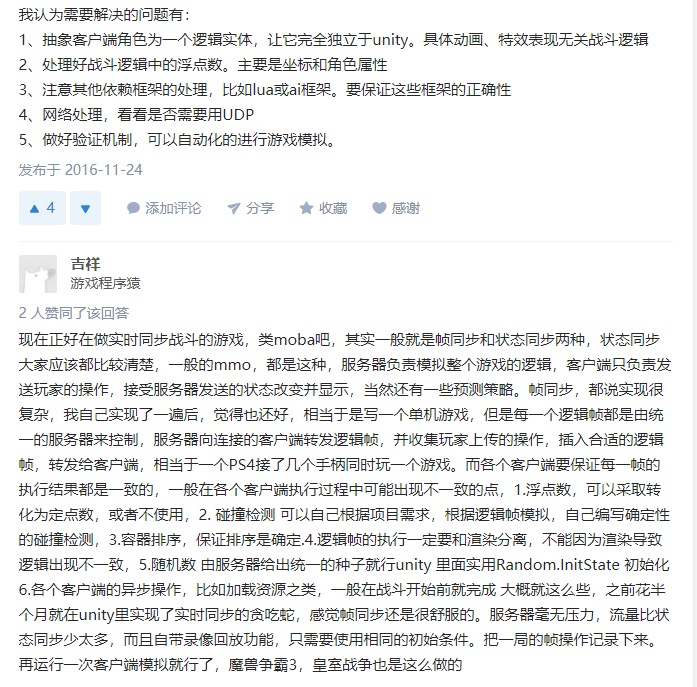 我认为需要解决的问题有：
1、抽象客户端角色为一个逻辑实体，让它完全独立于unity。具体动画、特效表现无关战斗逻辑
2、处理好战斗逻辑中的浮点数。主要是坐标和角色属性
3、注意其他依赖框架的处理，比如lua或ai框架。要保证这些框架的正确性
4、网络处理，看看是否需要用UDP
5、做好验证机制，可以自动化的进行游戏模拟。
发布于 2016-11-24
4 添加评论 分享 收藏 感谢
吉祥
游戏程序猿
2 人赞同了该回答
现在正好在做实时同步战斗的游戏，类moba吧，其实一般就是帧同步和状态同步两种，状态同步
大家应该都比较清楚，一般的mmo，都是这种，服务器负责模拟整个游戏的逻辑，客户端只负责发
送玩家的操作，接受服务器发送的状态改变并显示，当然还有一些预测策略。帧同步，都说实现很
复杂，我自己实现了一遍后，觉得也还好，相当于是写一个单机游戏，但是每一个逻辑帧都是由统
一的服务器来控制，服务器向连接的客户端转发逻辑帧，并收集玩家上传的操作，插入合适的逻辑
帧，转发给客户端，相当于一个PS4接了几个手柄同时玩一个游戏。而各个客户端要保证每一帧的
执行结果都是一致的，一般在各个客户端执行过程中可能出现不一致的点，1.浮点数，可以采取转
化为定点数，或者不使用，2. 碰撞检测 可以自己根据项目需求，根据逻辑帧模拟，自己编写确定性
的碰撞检测，3.容器排序，保证排序是确定.4.逻辑帧的执行一定要和渲染分离，不能因为渲染导致
逻辑出现不一致，5.随机数 由服务器给出统一的种子就行unity 里面实用Random.InitState 初始化
6.各个客户端的异步操作，比如加载资源之类，一般在战斗开始前就完成 大概就这么些，之前花半
个月就在unity里实现了实时同步的贪吃蛇，感觉帧同步还是很舒服的。服务器毫无压力，流量比状
态同步少太多，而且自带录像回放功能，只需要使用相同的初始条件。把一局的帧操作记录下来。
再运行一次客户端模拟就行了，魔兽争霸3，皇室战争也是这么做的